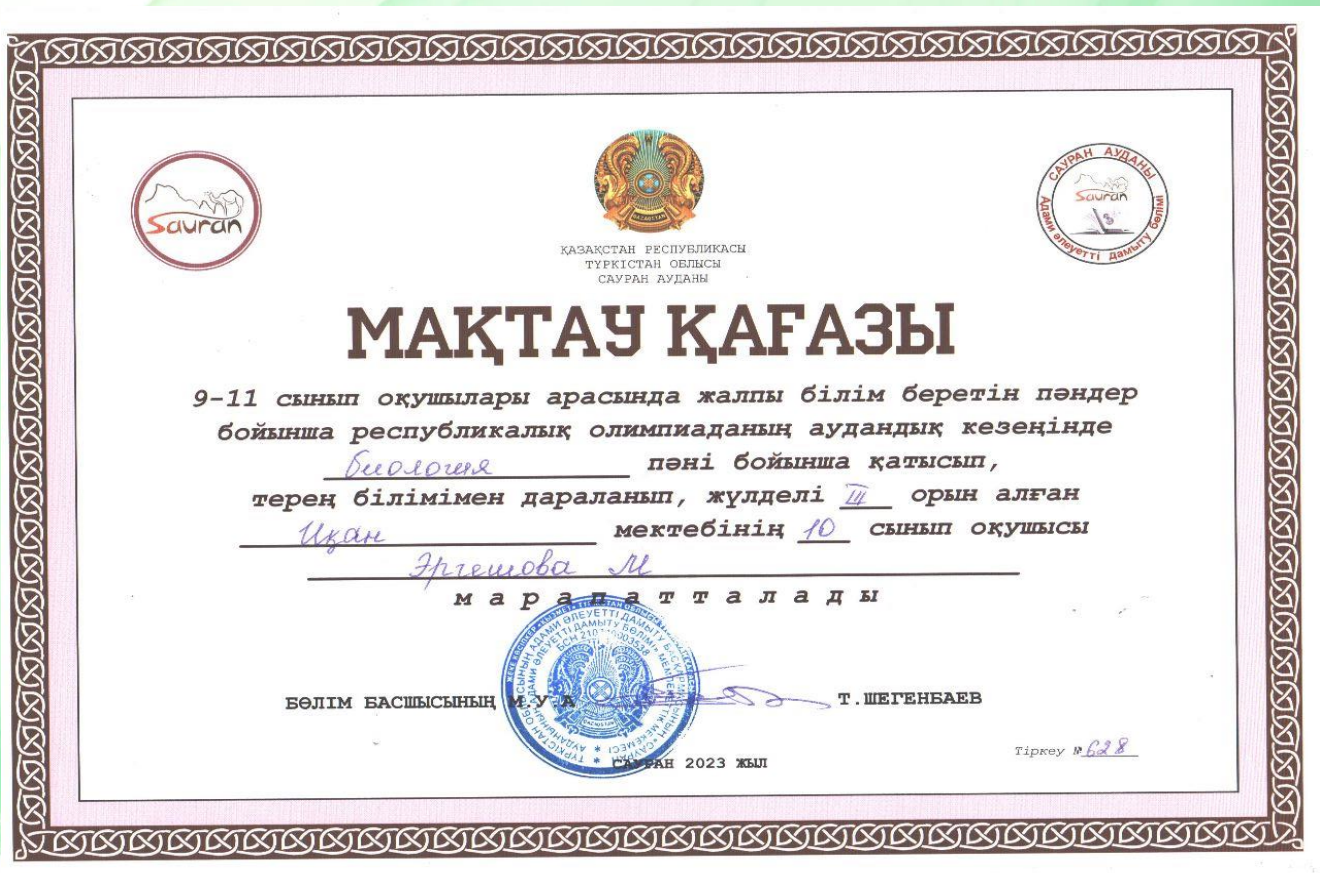 Sauran
САУРАН АУДАНЫ
Адами әлеуетті дамыту бөлімі
Sauran
ҚАЗАҚСТАН РЕСПУБЛИКАСЫ
ТҮРКІСТАН ОБЛЫСЫ
САУРАН АУДАНЫ
МАҚТАУ ҚАҒАЗЫ
9-11 сынып оқушылары арасында жалпы білім беретін пәндер
бойынша республикалық олимпиаданың аудандық кезеңінде
биология пәні бойынша қатысып,
терең білімімен дараланып, жүлделі III орын алған
Иқан мектебінің 10 сынып оқушысы
Эргешова М
марапатталады
БӨЛІМ БАСШЫСЫНЫҢ М.У.А Т.ШЕГЕНБАЕВ
САУРАН 2023 ЖЫЛ
Тіркеу №628